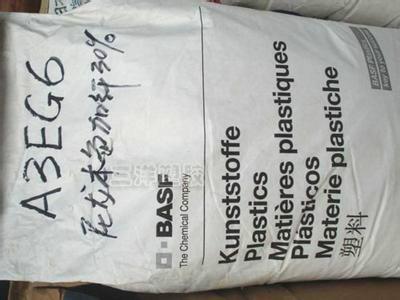 A3EG6
尼龙本色加纤30%
BASF
The Chemical Company
Kunststoffe
Plastics
Matières plastiques
Plásticos
Materie plastiche
塑料